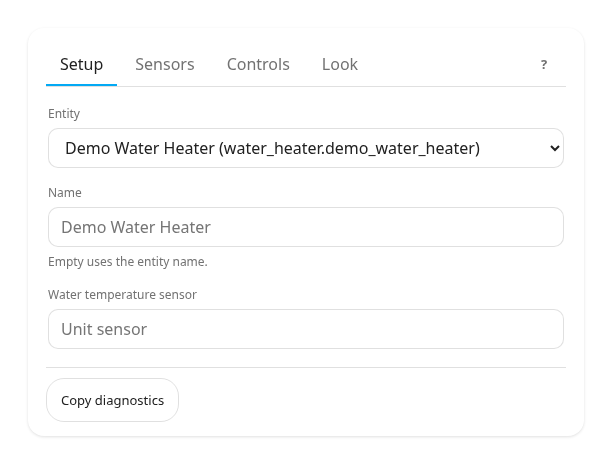 Setup Sensors Controls Look ?
Entity
Demo Water Heater (water_heater.demo_water_heater)
Name
Demo Water Heater
Empty uses the entity name.
Water temperature sensor
Unit sensor
Copy diagnostics